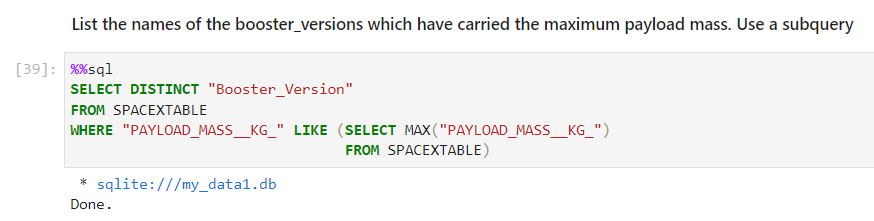 List the names of the booster_versions which have carried the maximum payload mass. Use a subquery
[39]: %%sql
SELECT DISTINCT "Booster_Version"
FROM SPACEXTABLE
WHERE "PAYLOAD_MASS__KG_" LIKE (SELECT MAX("PAYLOAD_MASS__KG_")
FROM SPACEXTABLE)
* sqlite:///my_data1.db
Done.